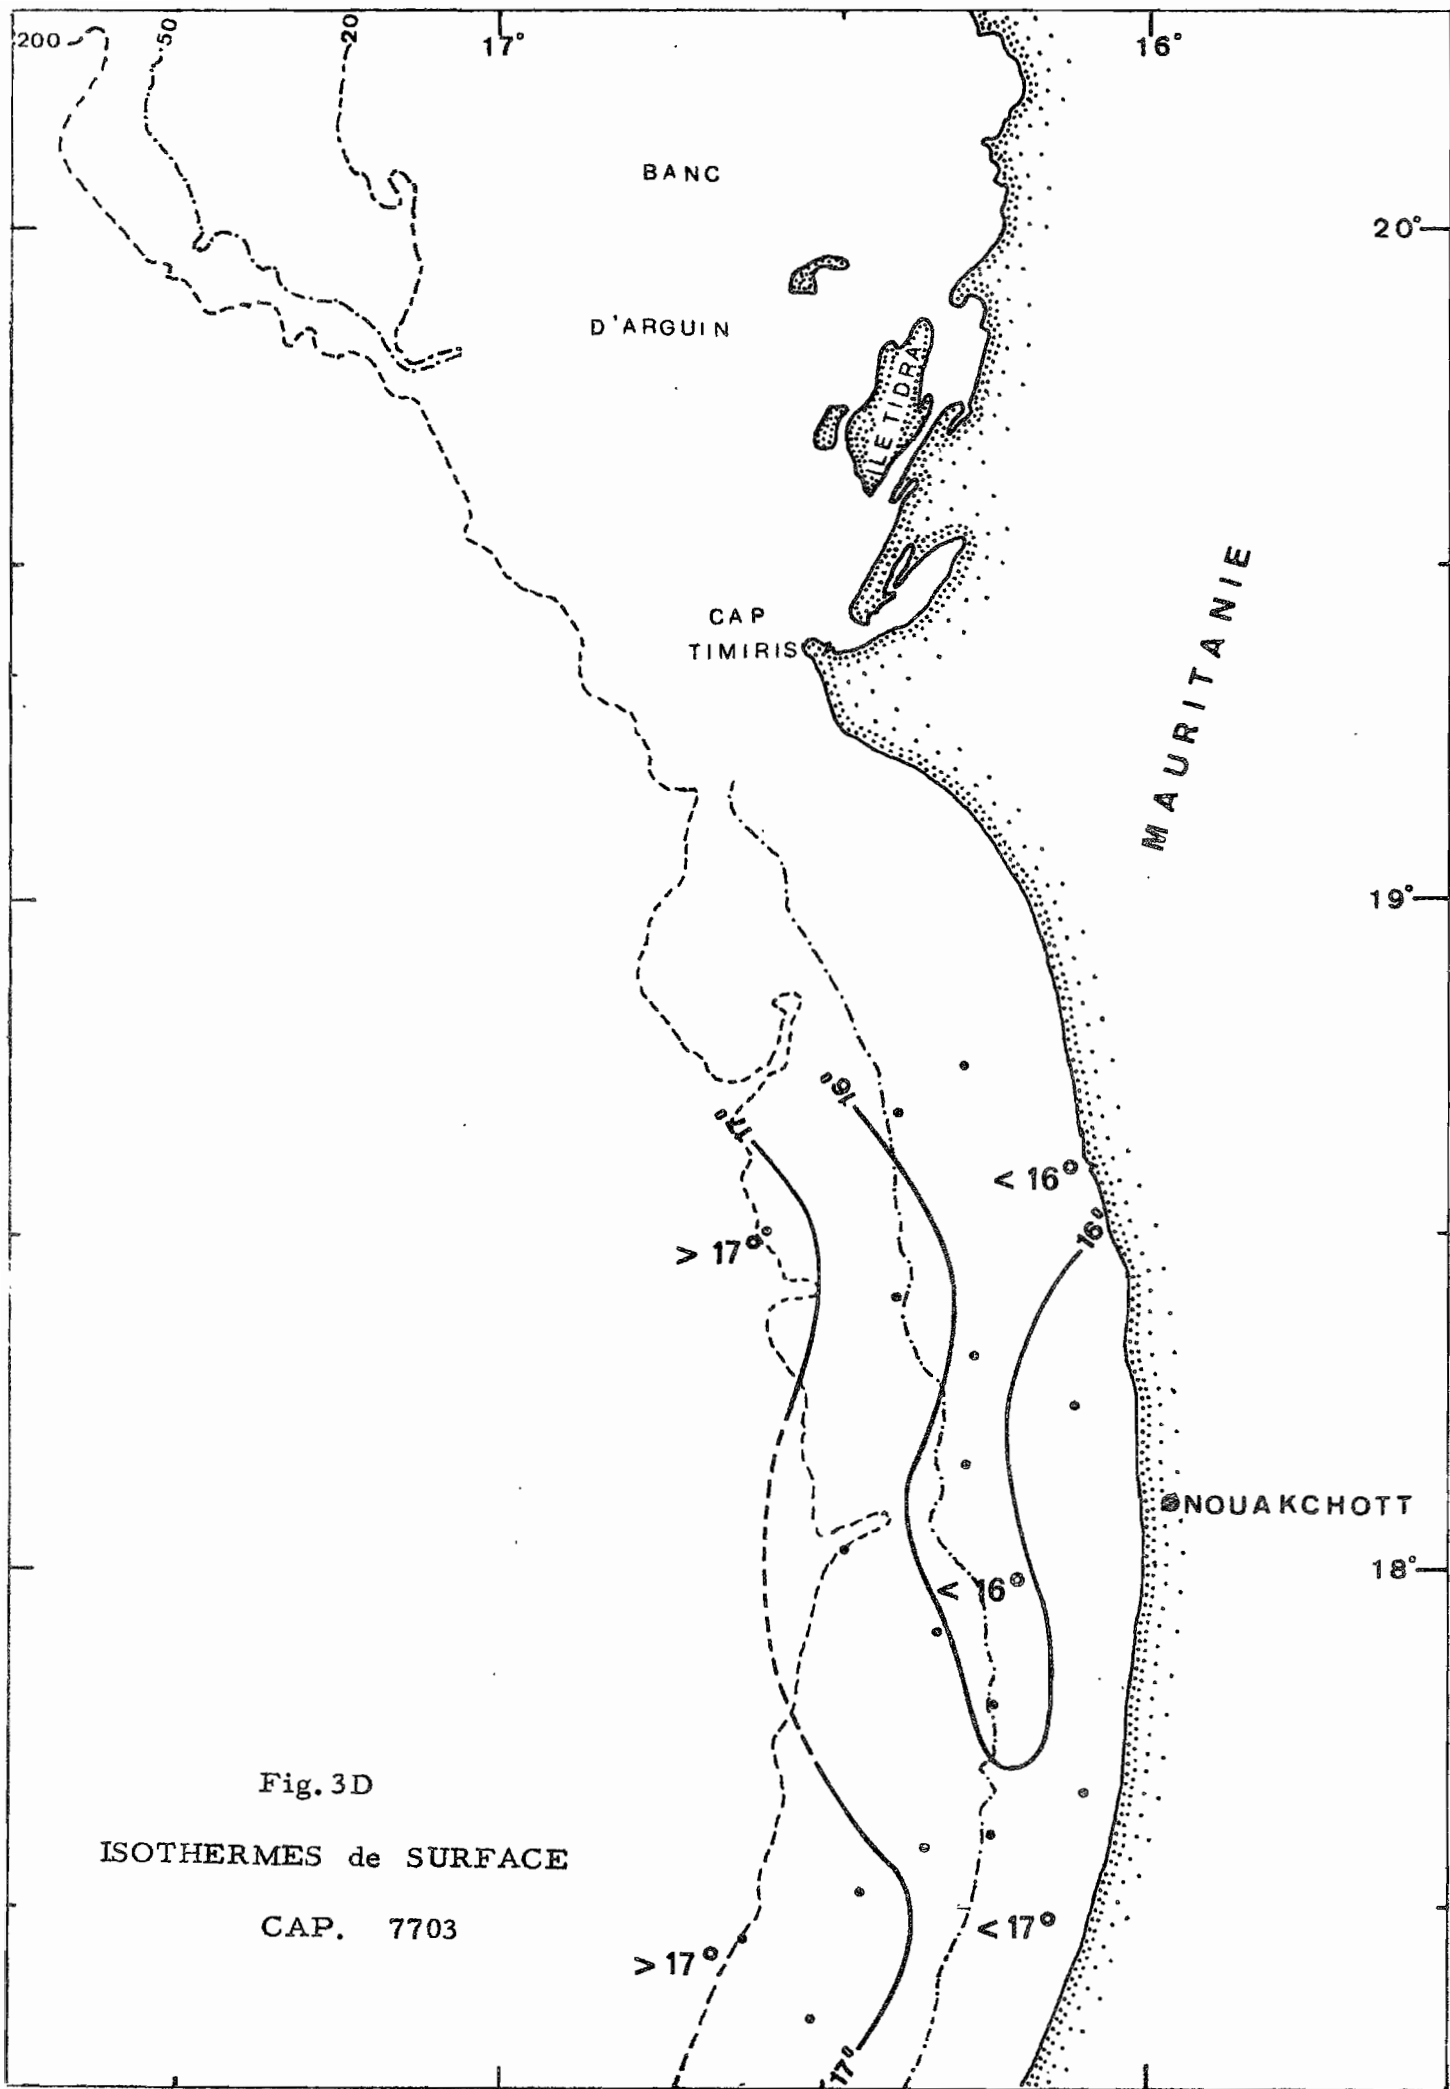 200
50
20
17°
16°
BANC
20°
D'ARGUIN
ILE TIDRA
CAP
TIMIRIS
MAURITANIE
19°
16°
17°
< 16°
16°
> 17°
NOUAKCHOTT
18°
< 16°
Fig. 3D
ISOTHERMES de SURFACE
CAP. 7703
< 17°
> 17°
17°